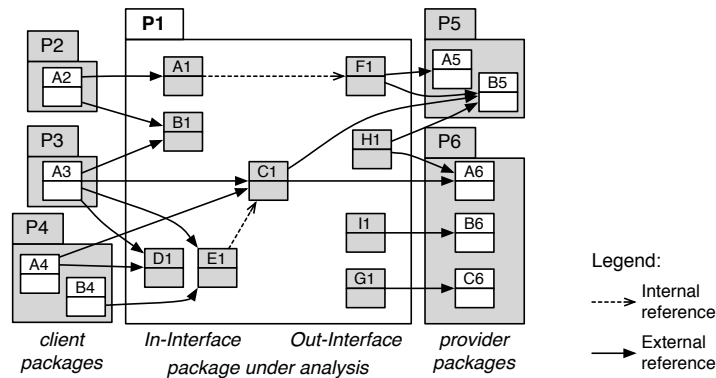 P1
P5
P2
A5
A2
A1
F1
B5
B1
P3
H1
P6
A3
C1
A6
P4
I1
B6
A4
D1
E1
B4
G1
C6
Legend:
Internal
reference
External
reference
client
packages
In-Interface
Out-Interface
package under analysis
provider
packages